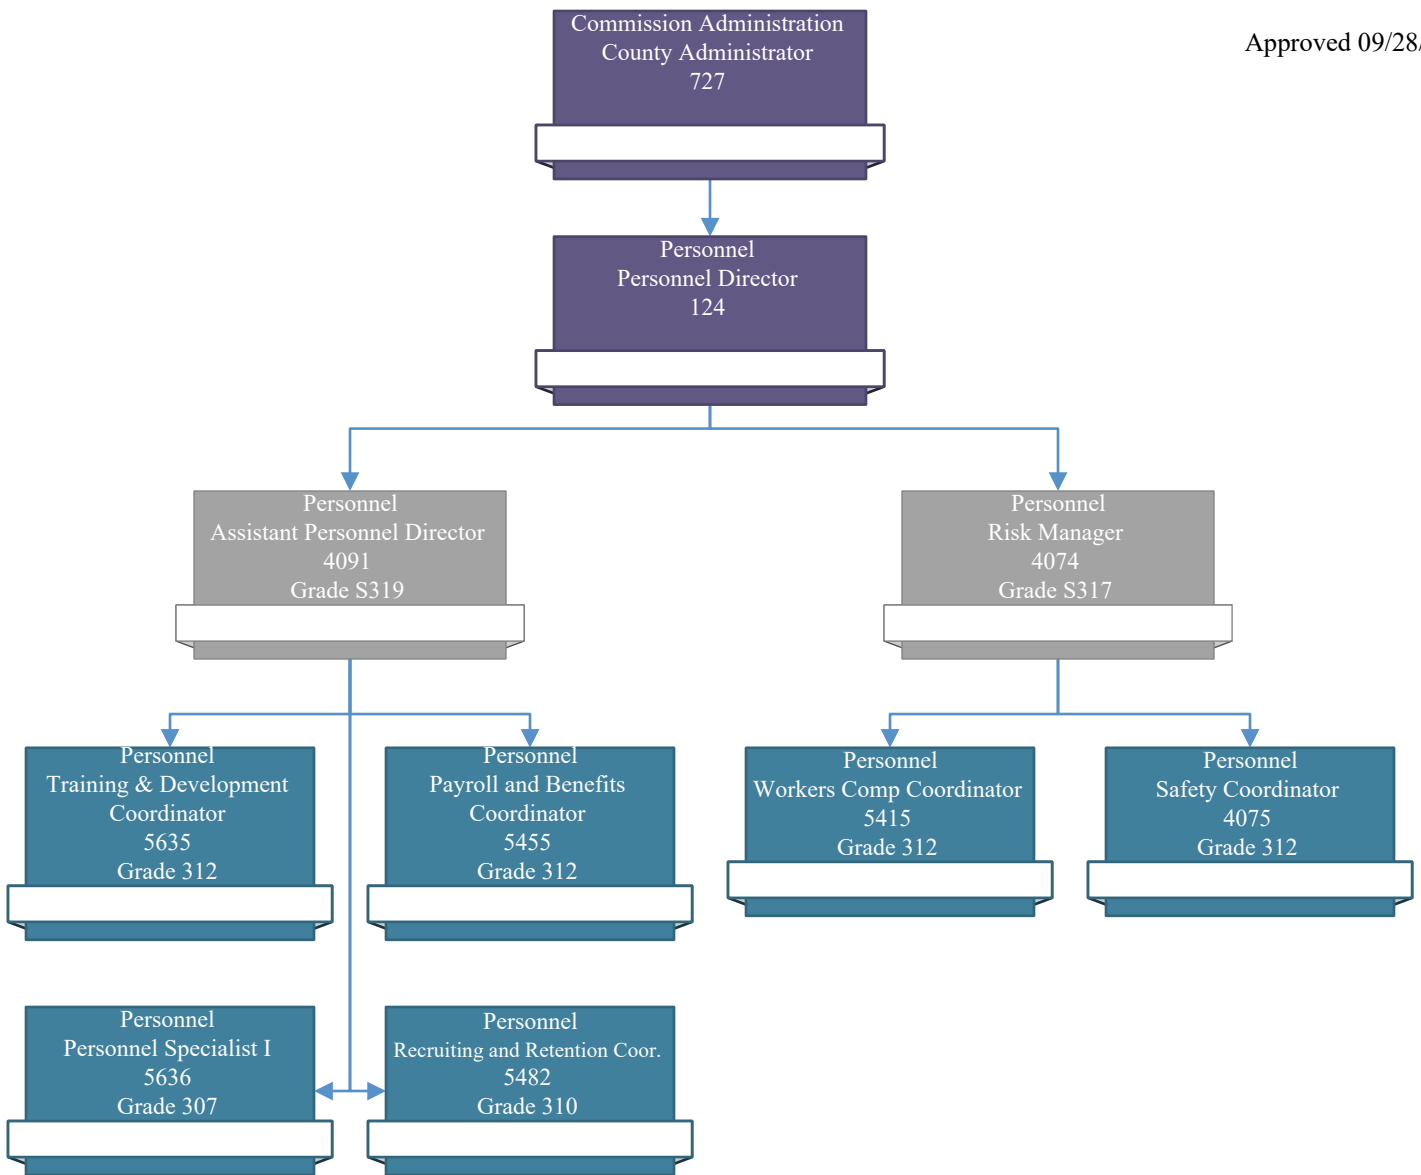 Commission Administration
County Administrator
727
Approved 09/28/
Personnel
Personnel Director
124
Personnel
Assistant Personnel Director
4091
Grade S319
Personnel
Risk Manager
4074
Grade S317
Personnel
Training & Development
Coordinator
5635
Grade 312
Personnel
Payroll and Benefits
Coordinator
5455
Grade 312
Personnel
Workers Comp Coordinator
5415
Grade 312
Personnel
Safety Coordinator
4075
Grade 312
Personnel
Personnel Specialist I
5636
Grade 307
Personnel
Recruiting and Retention Coor.
5482
Grade 310